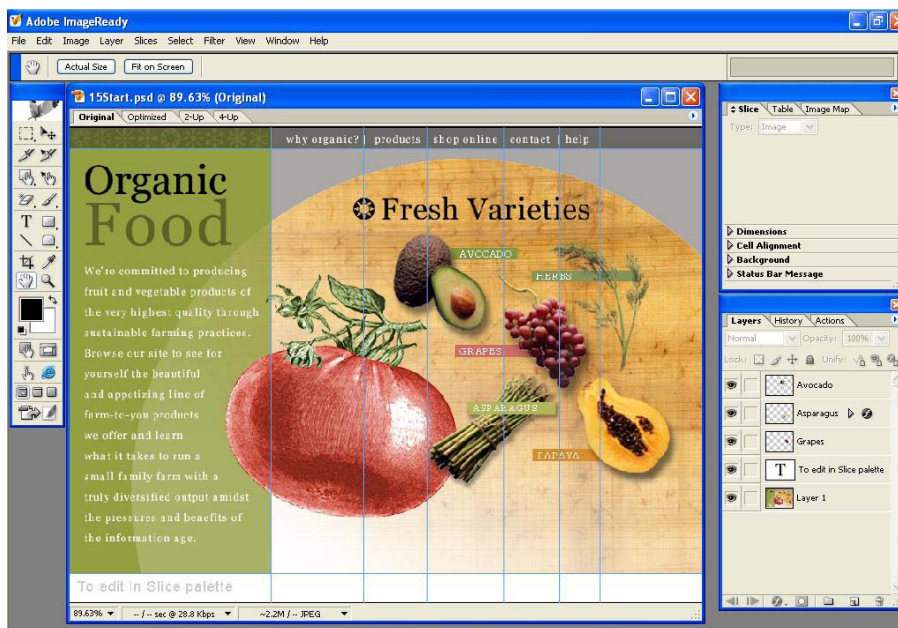 Adobe ImageReady
File Edit Image Layer Slices Select Filter View Window Help
Actual Size Fit on Screen
15Start.psd @ 89.63% (Original)
Original Optimized 2-Up 4-Up
why organic? | products shop online contact | help
Organic
Food
We're committed to producing
fruit and vegetable products of
the very highest quality through
sustainable farming practices.
Browse our site to see for
yourself the beautiful
and appetizing line of
farm-to-you products
we offer and learn
what it takes to run a
small family farm with a
truly diversified output amidst
the pressures and benefits of
the information age.
Fresh Varieties
AVOCADO
HERBS
GRAPES
ASPARAGUS
PAPAYA
To edit in Slice palette
89.63% -- / -- sec @ 28.8 Kbps ~2.2M / -- JPEG
T
Slice Table Image Map
Type: Image
Dimensions
Cell Alignment
Background
Status Bar Message
Layers History Actions
Normal Opacity: 100%
Lock: Unify:
Avocado
Asparagus
Grapes
T To edit in Slice palette
Layer 1